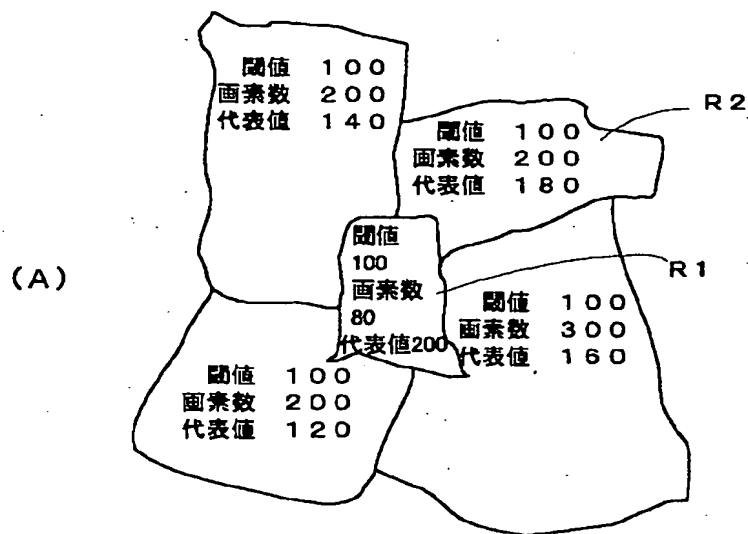 閾値 100
画素数 200
代表値 140
R2
閾値 100
画素数 200
代表値 180
(A)
閾値
100
画素数
80
代表値200
R1
閾値 100
画素数 300
代表値 160
閾値 100
画素数 200
代表値 120